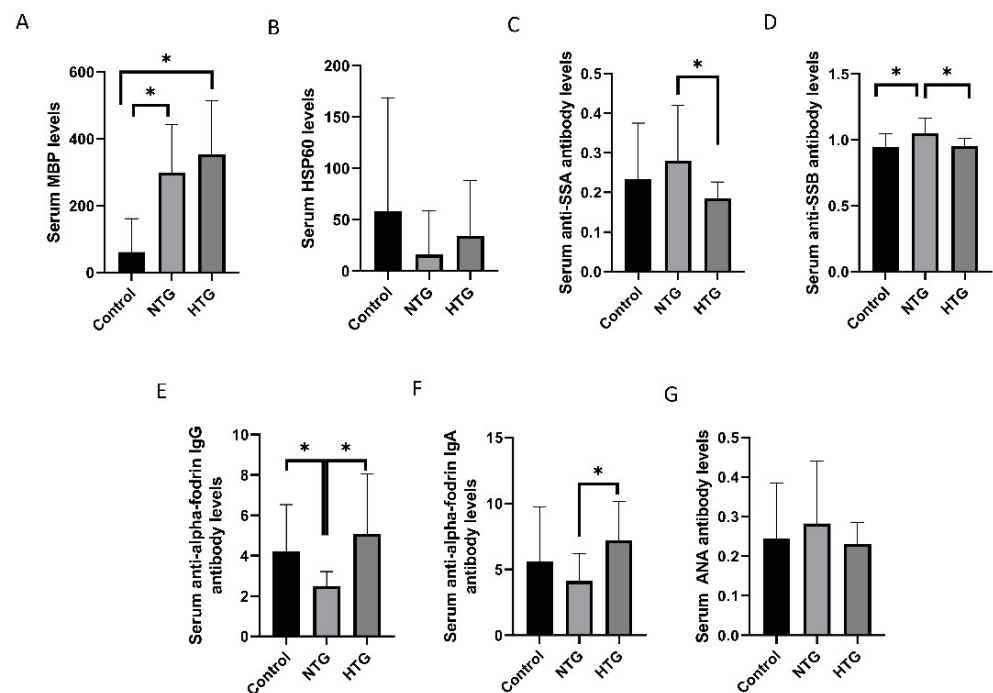 A
Serum MBP levels
600
400
200
0
*
*
Control
NTG
HTG
B
Serum HSP60 levels
200
150
100
50
0
Control
NTG
HTG
C
Serum anti-SSA antibody levels
0.5
0.4
0.3
0.2
0.1
0.0
*
Control
NTG
HTG
D
Serum anti-SSB antibody levels
1.5
1.0
0.5
0.0
*
*
Control
NTG
HTG
E
Serum anti-alpha-fodrin IgG
antibody levels
10
8
6
4
2
0
*
*
Control
NTG
HTG
F
Serum anti-alpha-fodrin IgA
antibody levels
15
10
5
0
*
Control
NTG
HTG
G
Serum ANA antibody levels
0.5
0.4
0.3
0.2
0.1
0.0
Control
NTG
HTG